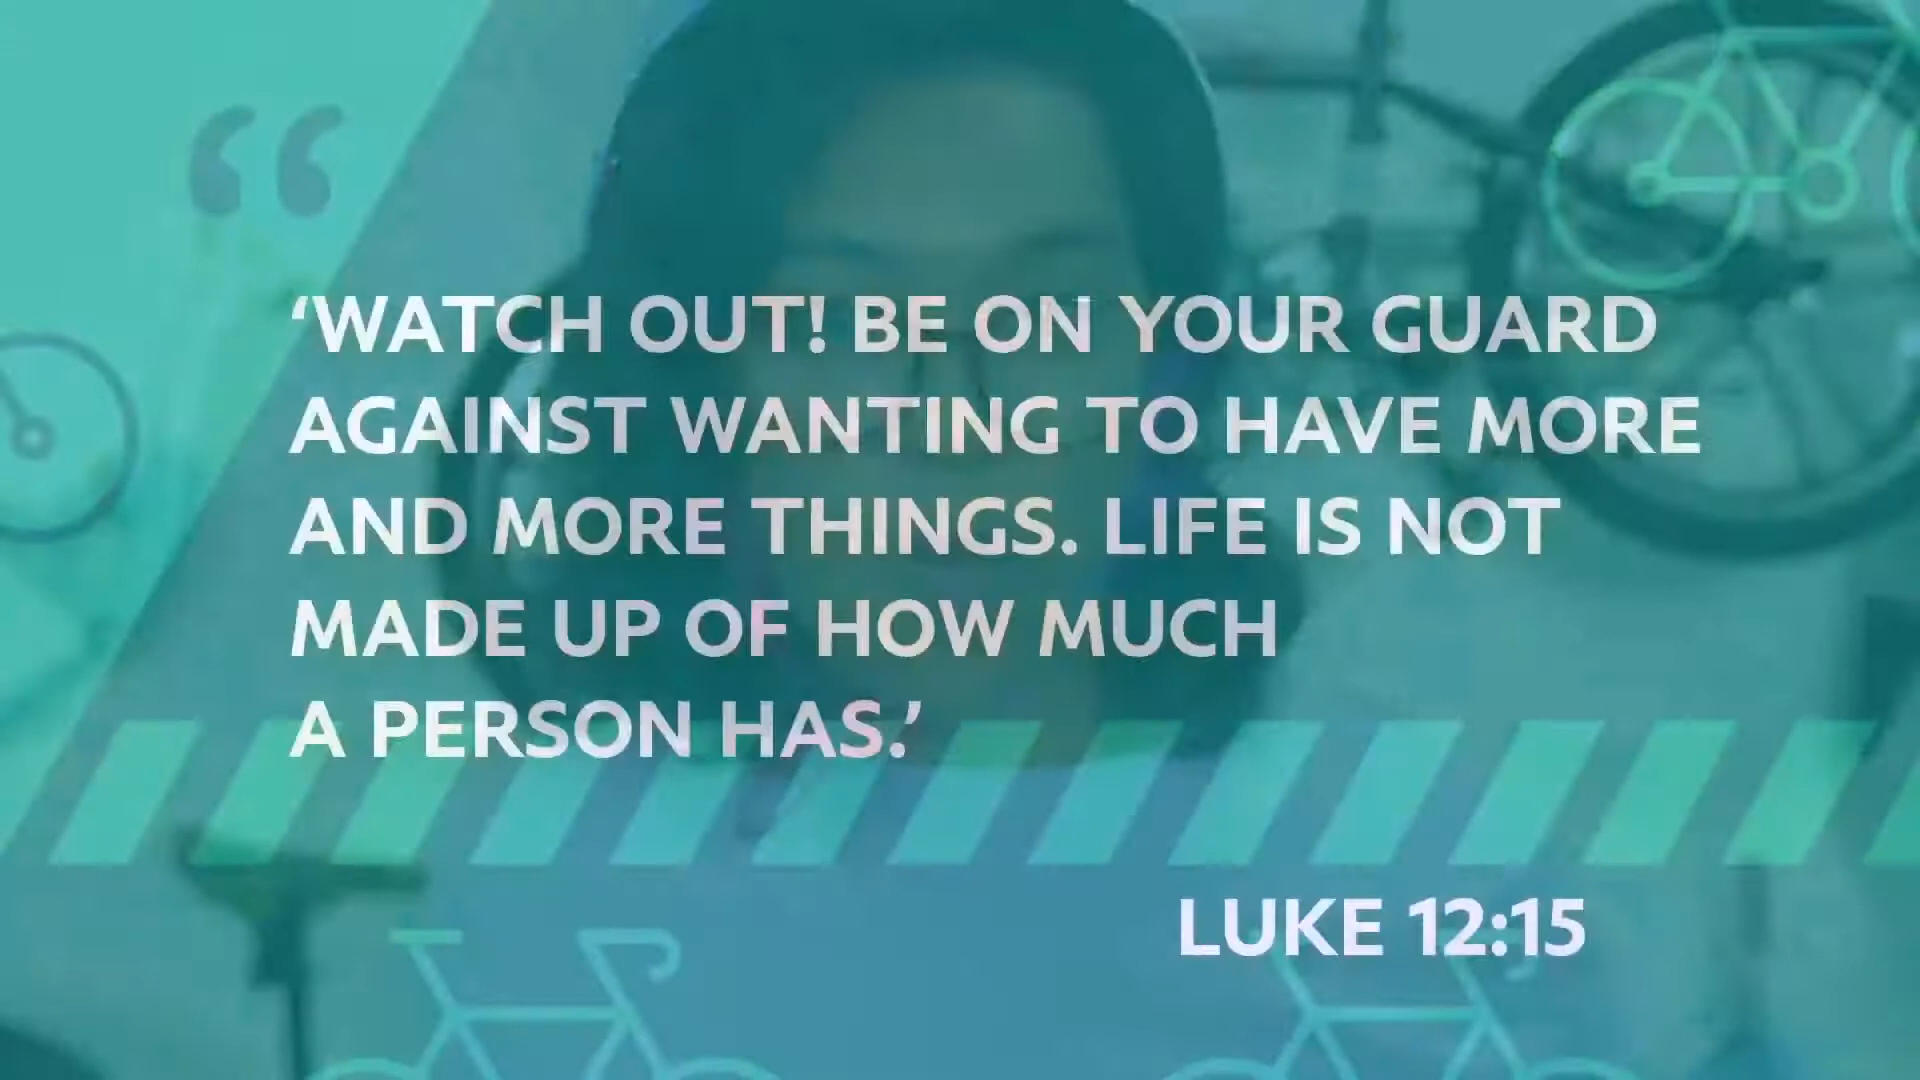 ‘WATCH OUT! BE ON YOUR GUARD
AGAINST WANTING TO HAVE MORE
AND MORE THINGS. LIFE IS NOT
MADE UP OF HOW MUCH
A PERSON HAS.’
LUKE 12:15